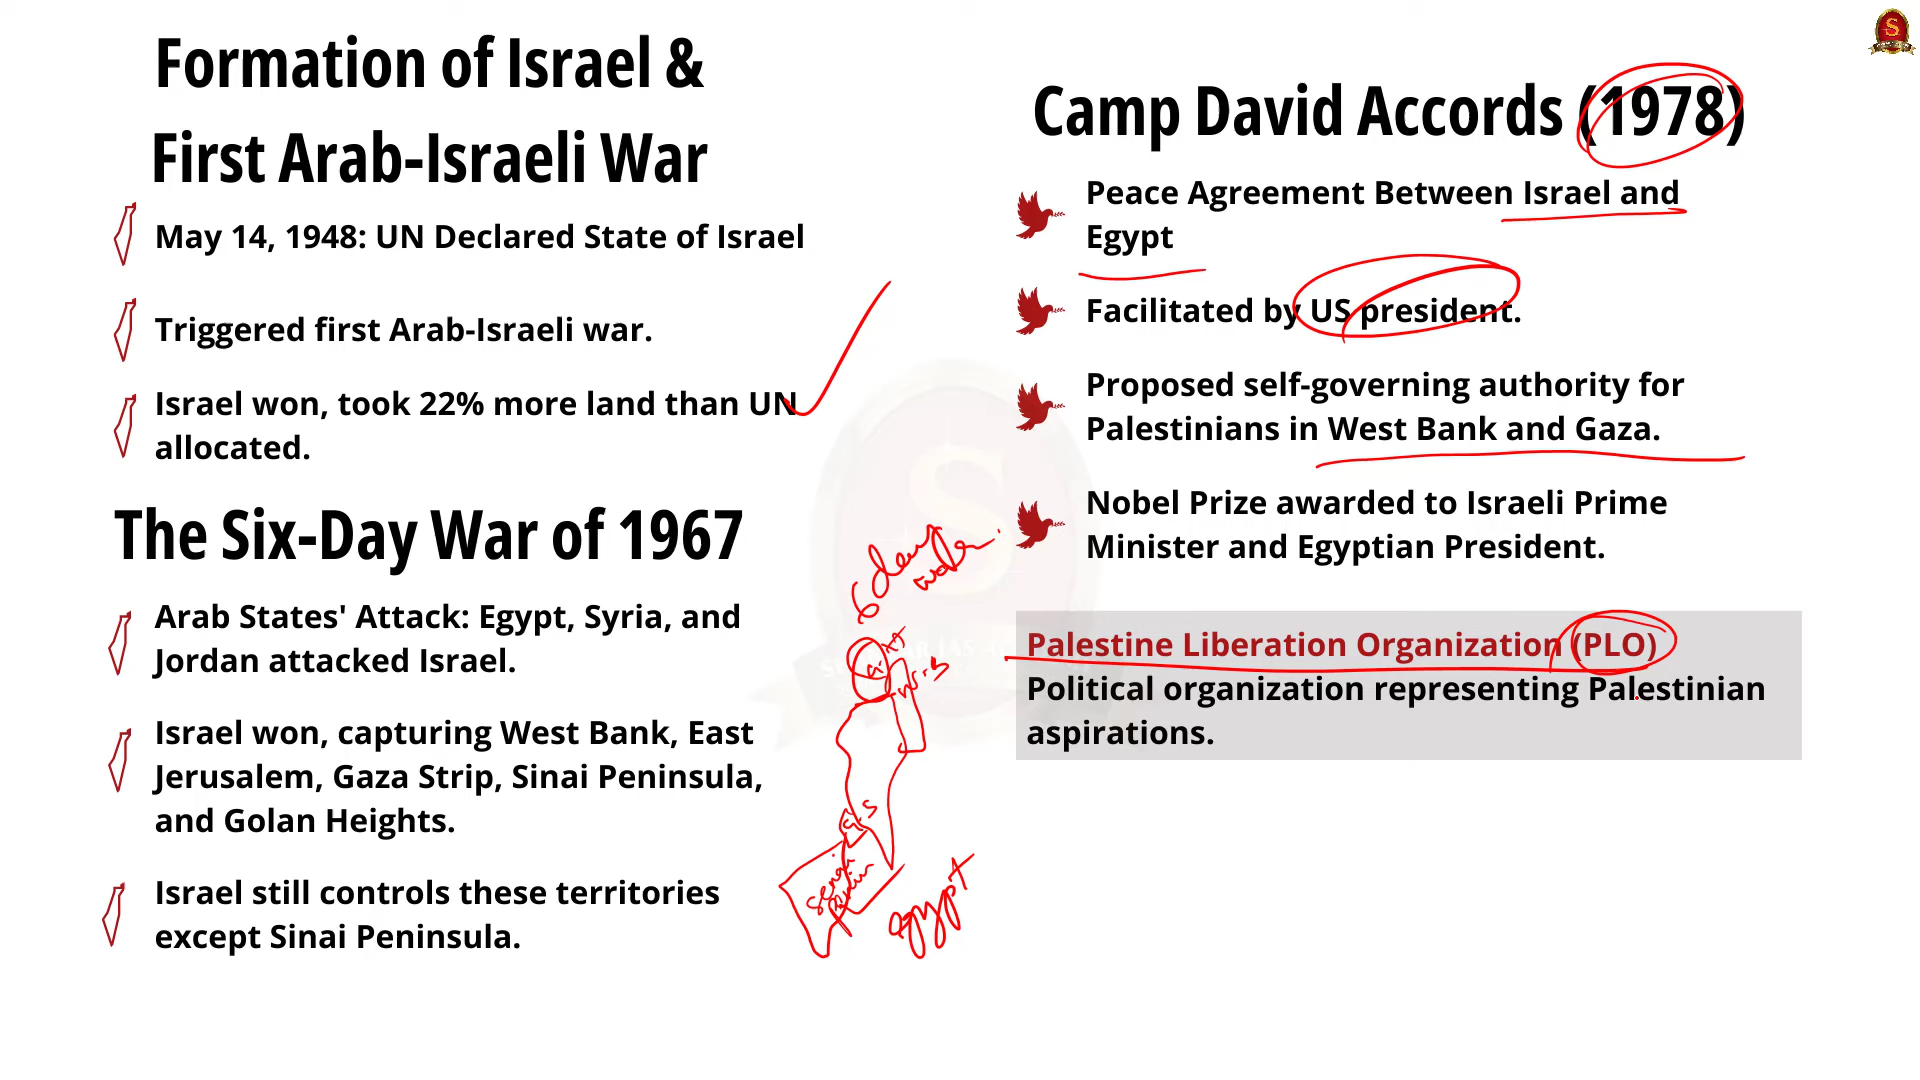 Formation of Israel &
First Arab-Israeli War
May 14, 1948: UN Declared State of Israel
Triggered first Arab-Israeli war.
Israel won, took 22% more land than UN
allocated.
The Six-Day War of 1967
Arab States' Attack: Egypt, Syria, and
Jordan attacked Israel.
Israel won, capturing West Bank, East
Jerusalem, Gaza Strip, Sinai Peninsula,
and Golan Heights.
Israel still controls these territories
except Sinai Peninsula.
6 day
war
W.B
G.S
egypt
Camp David Accords (1978)
Peace Agreement Between Israel and
Egypt
Facilitated by US president.
Proposed self-governing authority for
Palestinians in West Bank and Gaza.
Nobel Prize awarded to Israeli Prime
Minister and Egyptian President.
Palestine Liberation Organization (PLO)
Political organization representing Palestinian
aspirations.
S